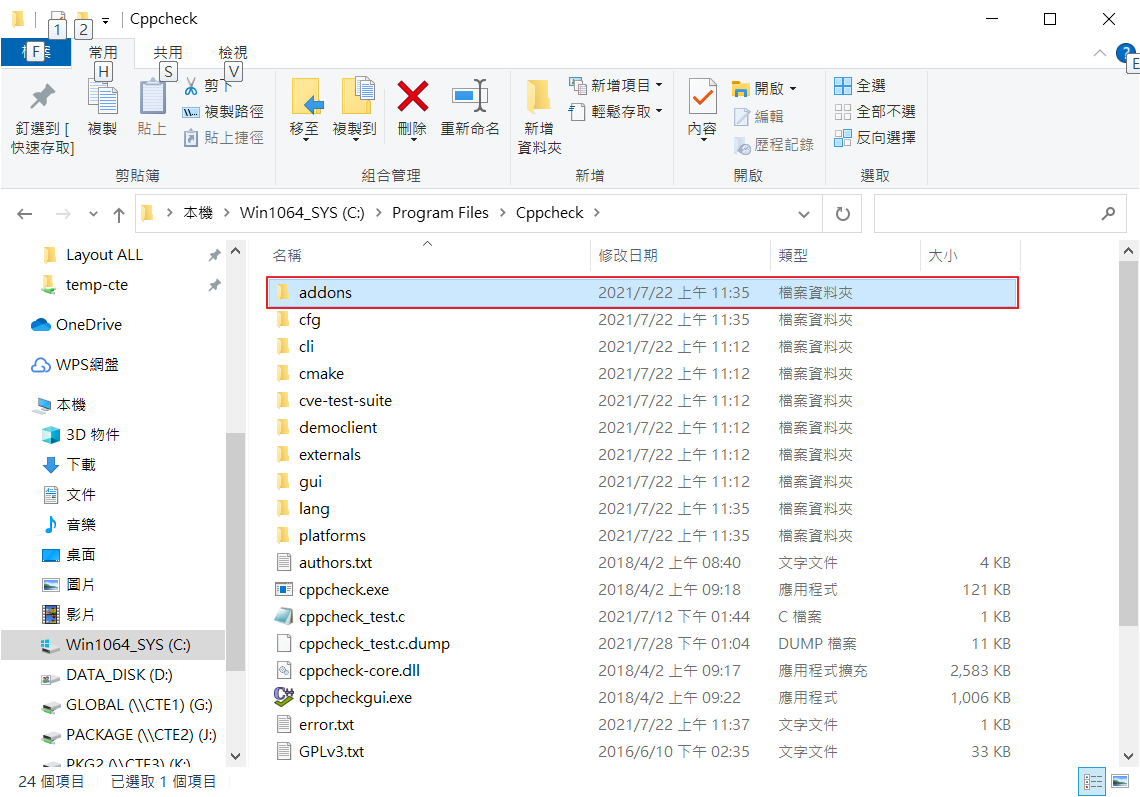 1 2 Cppcheck
檔案 F 常用 共用 檢視
H S V E
釘選到 [
快速存取]
複製
貼上
剪下
複製路徑
貼上捷徑
剪貼簿
移至
複製到
刪除
重新命名
組合管理
新增
資料夾
新增項目
輕鬆存取
新增
內容
開啟
編輯
歷程記錄
開啟
全選
全部不選
反向選擇
選取
本機 > Win1064_SYS (C:) > Program Files > Cppcheck >
Layout ALL
temp-cte
OneDrive
WPS網盤
本機
3D 物件
下載
文件
音樂
桌面
圖片
影片
Win1064_SYS (C:)
DATA_DISK (D:)
GLOBAL (\\CTE1) (G:)
PACKAGE (\\CTE2) (J:)
PKG2 (\\CTE3) (K:)
名稱 修改日期 類型 大小
addons 2021/7/22 上午 11:35 檔案資料夾
cfg 2021/7/22 上午 11:35 檔案資料夾
cli 2021/7/22 上午 11:12 檔案資料夾
cmake 2021/7/22 上午 11:12 檔案資料夾
cve-test-suite 2021/7/22 上午 11:12 檔案資料夾
democlient 2021/7/22 上午 11:12 檔案資料夾
externals 2021/7/22 上午 11:12 檔案資料夾
gui 2021/7/22 上午 11:12 檔案資料夾
lang 2021/7/22 上午 11:35 檔案資料夾
platforms 2021/7/22 上午 11:35 檔案資料夾
authors.txt 2018/4/2 上午 08:40 文字文件 4 KB
cppcheck.exe 2018/4/2 上午 09:18 應用程式 121 KB
cppcheck_test.c 2021/7/12 下午 01:44 C 檔案 1 KB
cppcheck_test.c.dump 2021/7/28 下午 01:04 DUMP 檔案 11 KB
cppcheck-core.dll 2018/4/2 上午 09:17 應用程式擴充 2,583 KB
cppcheckgui.exe 2018/4/2 上午 09:22 應用程式 1,006 KB
error.txt 2021/7/22 上午 11:37 文字文件 1 KB
GPLv3.txt 2016/6/10 下午 02:35 文字文件 33 KB
24 個項目 已選取 1 個項目